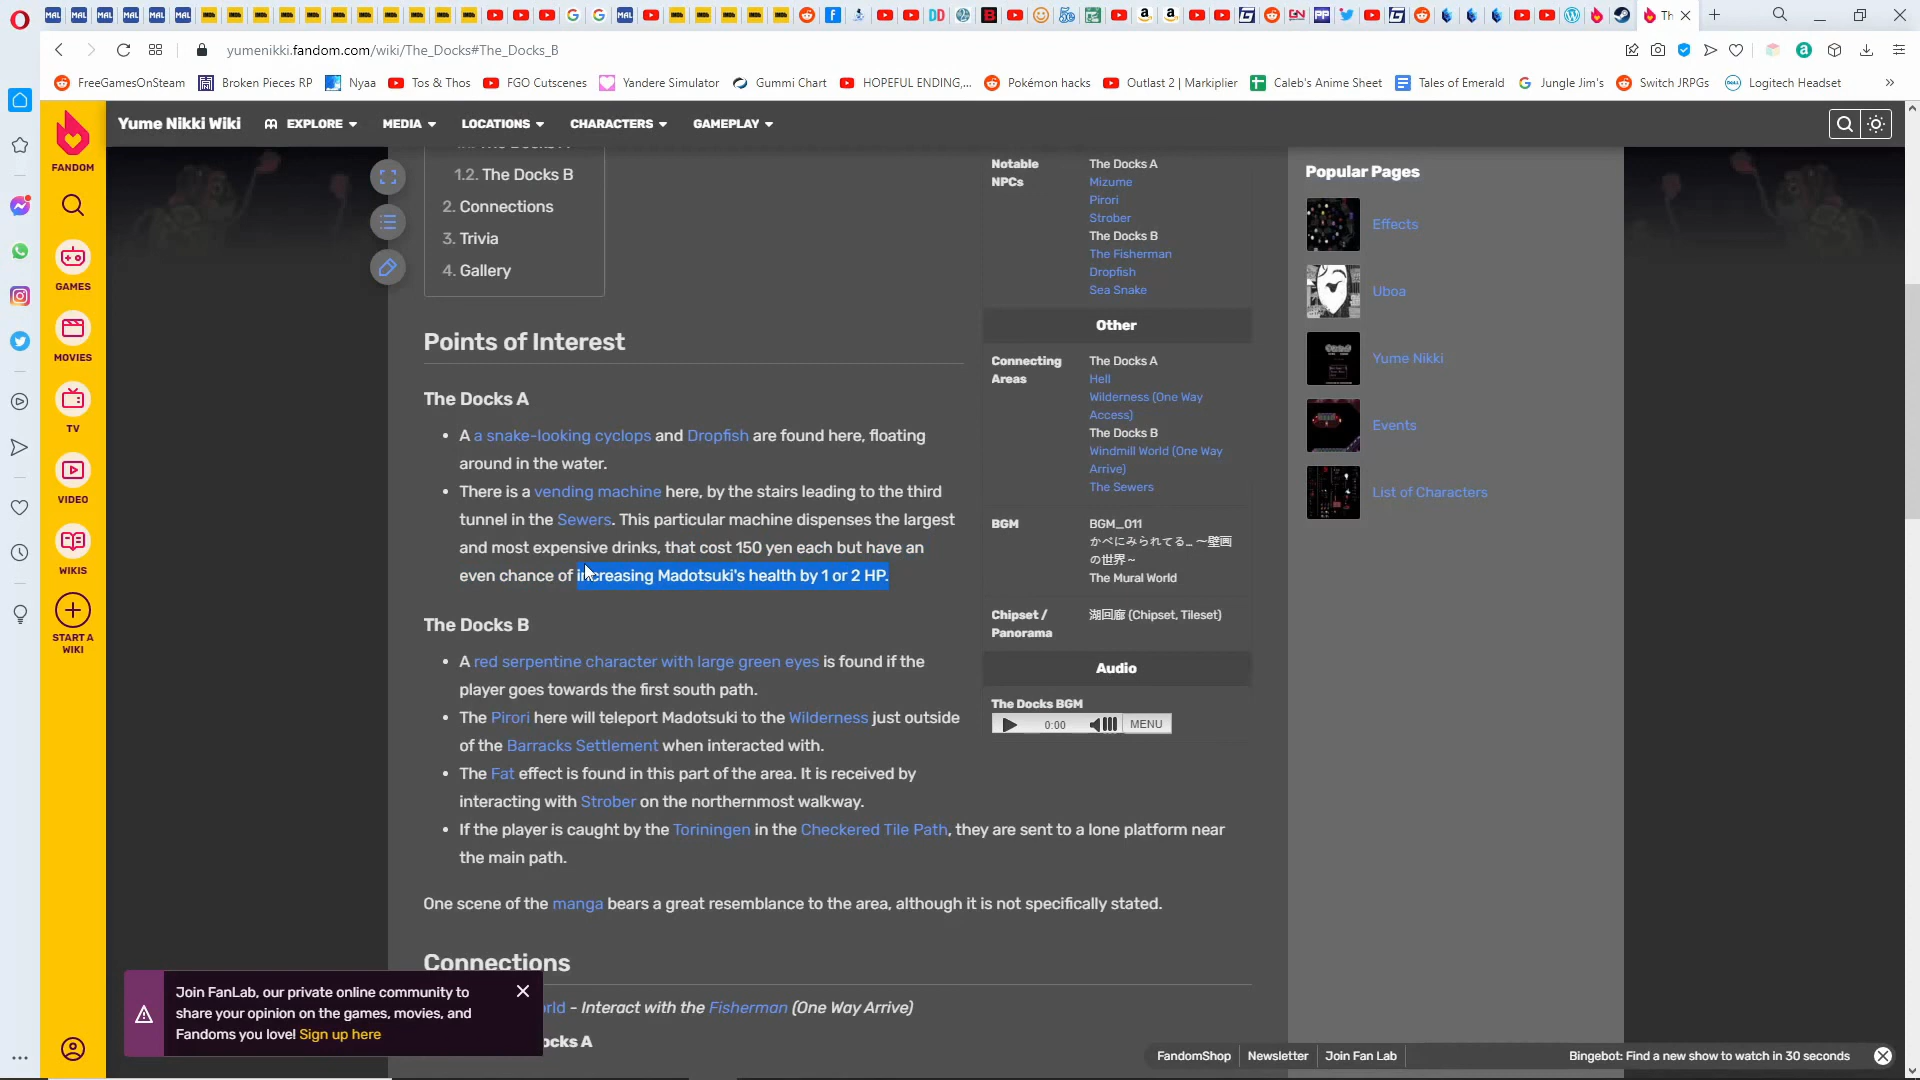 yumenikki.fandom.com/wiki/The_Docks#The_Docks_B
FreeGamesOnSteam
Broken Pieces RP
Nyaa
Tos & Thos
FGO Cutscenes
Yandere Simulator
Gummi Chart
HOPEFUL ENDING,...
Pokémon hacks
Outlast 2 | Markiplier
Caleb's Anime Sheet
Tales of Emerald
Jungle Jim's
Switch JRPGs
Logitech Headset
FANDOM
GAMES
MOVIES
TV
VIDEO
WIKIS
START A
WIKI
Yume Nikki Wiki
EXPLORE
MEDIA
LOCATIONS
CHARACTERS
GAMEPLAY
1.2. The Docks B
2. Connections
3. Trivia
4. Gallery
Points of Interest
The Docks A
• A a snake-looking cyclops and Dropfish are found here, floating
around in the water.
• There is a vending machine here, by the stairs leading to the third
tunnel in the Sewers. This particular machine dispenses the largest
and most expensive drinks, that cost 150 yen each but have an
even chance of increasing Madotsuki's health by 1 or 2 HP.
The Docks B
• A red serpentine character with large green eyes is found if the
player goes towards the first south path.
• The Pirori here will teleport Madotsuki to the Wilderness just outside
of the Barracks Settlement when interacted with.
• The Fat effect is found in this part of the area. It is received by
interacting with Strober on the northernmost walkway.
• If the player is caught by the Toriningen in the Checkered Tile Path, they are sent to a lone platform near
the main path.
One scene of the manga bears a great resemblance to the area, although it is not specifically stated.
Connections
rld - Interact with the Fisherman (One Way Arrive)
ocks A
Notable
NPCs
The Docks A
Mizume
Pirori
Strober
The Docks B
The Fisherman
Dropfish
Sea Snake
Other
Connecting
Areas
The Docks A
Hell
Wilderness (One Way
Access)
The Docks B
Windmill World (One Way
Arrive)
The Sewers
BGM
BGM_011
かべにみられてる... ～壁画
の世界～
The Mural World
Chipset /
Panorama
湖回廊 (Chipset, Tileset)
Audio
The Docks BGM
0:00
MENU
Popular Pages
Effects
Uboa
Yume Nikki
Events
List of Characters
Join FanLab, our private online community to
share your opinion on the games, movies, and
Fandoms you love! Sign up here
FandomShop
Newsletter
Join Fan Lab
Bingebot: Find a new show to watch in 30 seconds